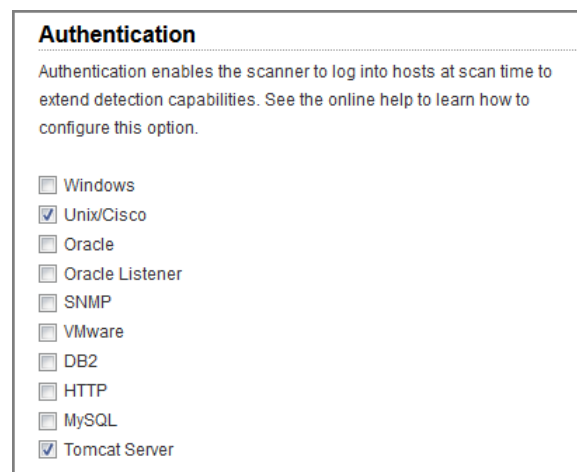 Authentication
Authentication enables the scanner to log into hosts at scan time to
extend detection capabilities. See the online help to learn how to
configure this option.
Windows
Unix/Cisco
Oracle
Oracle Listener
SNMP
VMware
DB2
HTTP
MySQL
Tomcat Server